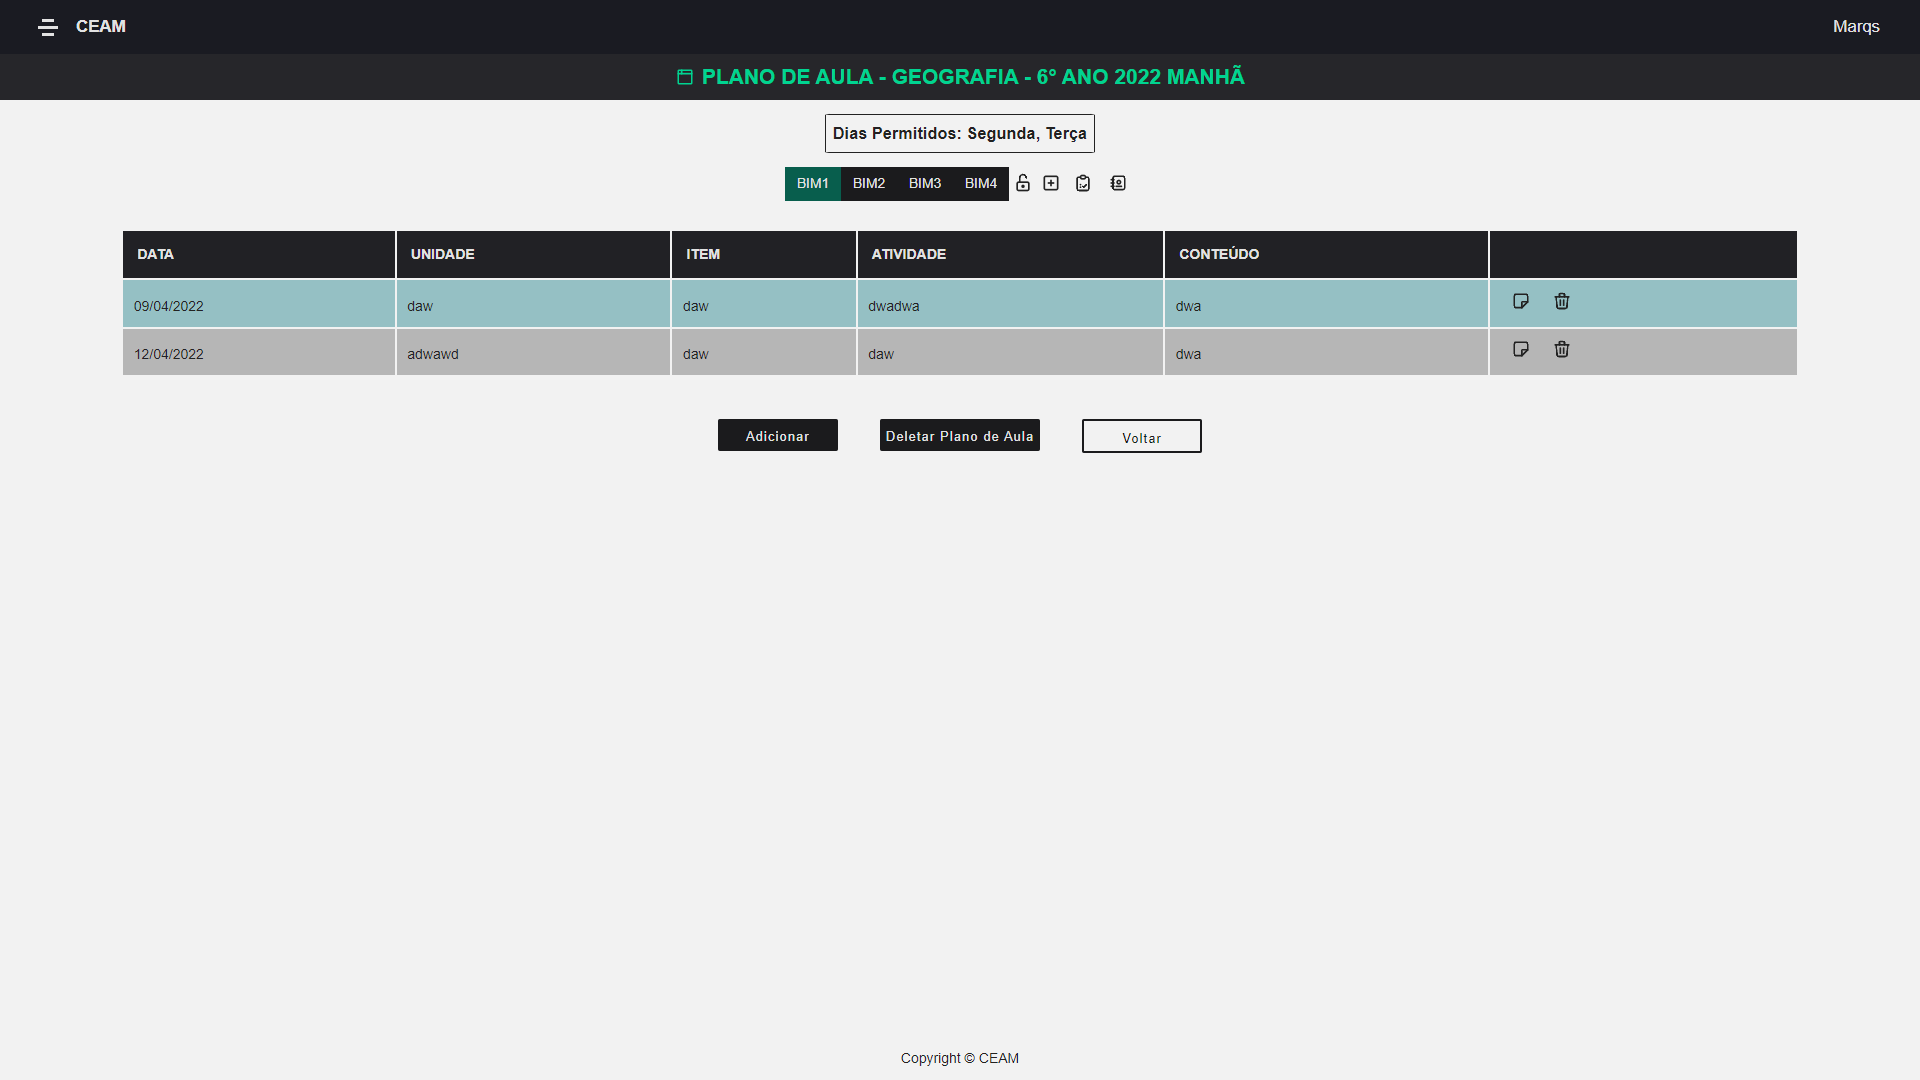 CEAM
Marqs
PLANO DE AULA - GEOGRAFIA - 6° ANO 2022 MANHÃ
Dias Permitidos: Segunda, Terça
BIM1 BIM2 BIM3 BIM4
DATA UNIDADE ITEM ATIVIDADE CONTEÚDO
09/04/2022 daw daw dwadwa dwa
12/04/2022 adwawd daw daw dwa
Adicionar Deletar Plano de Aula Voltar
Copyright © CEAM